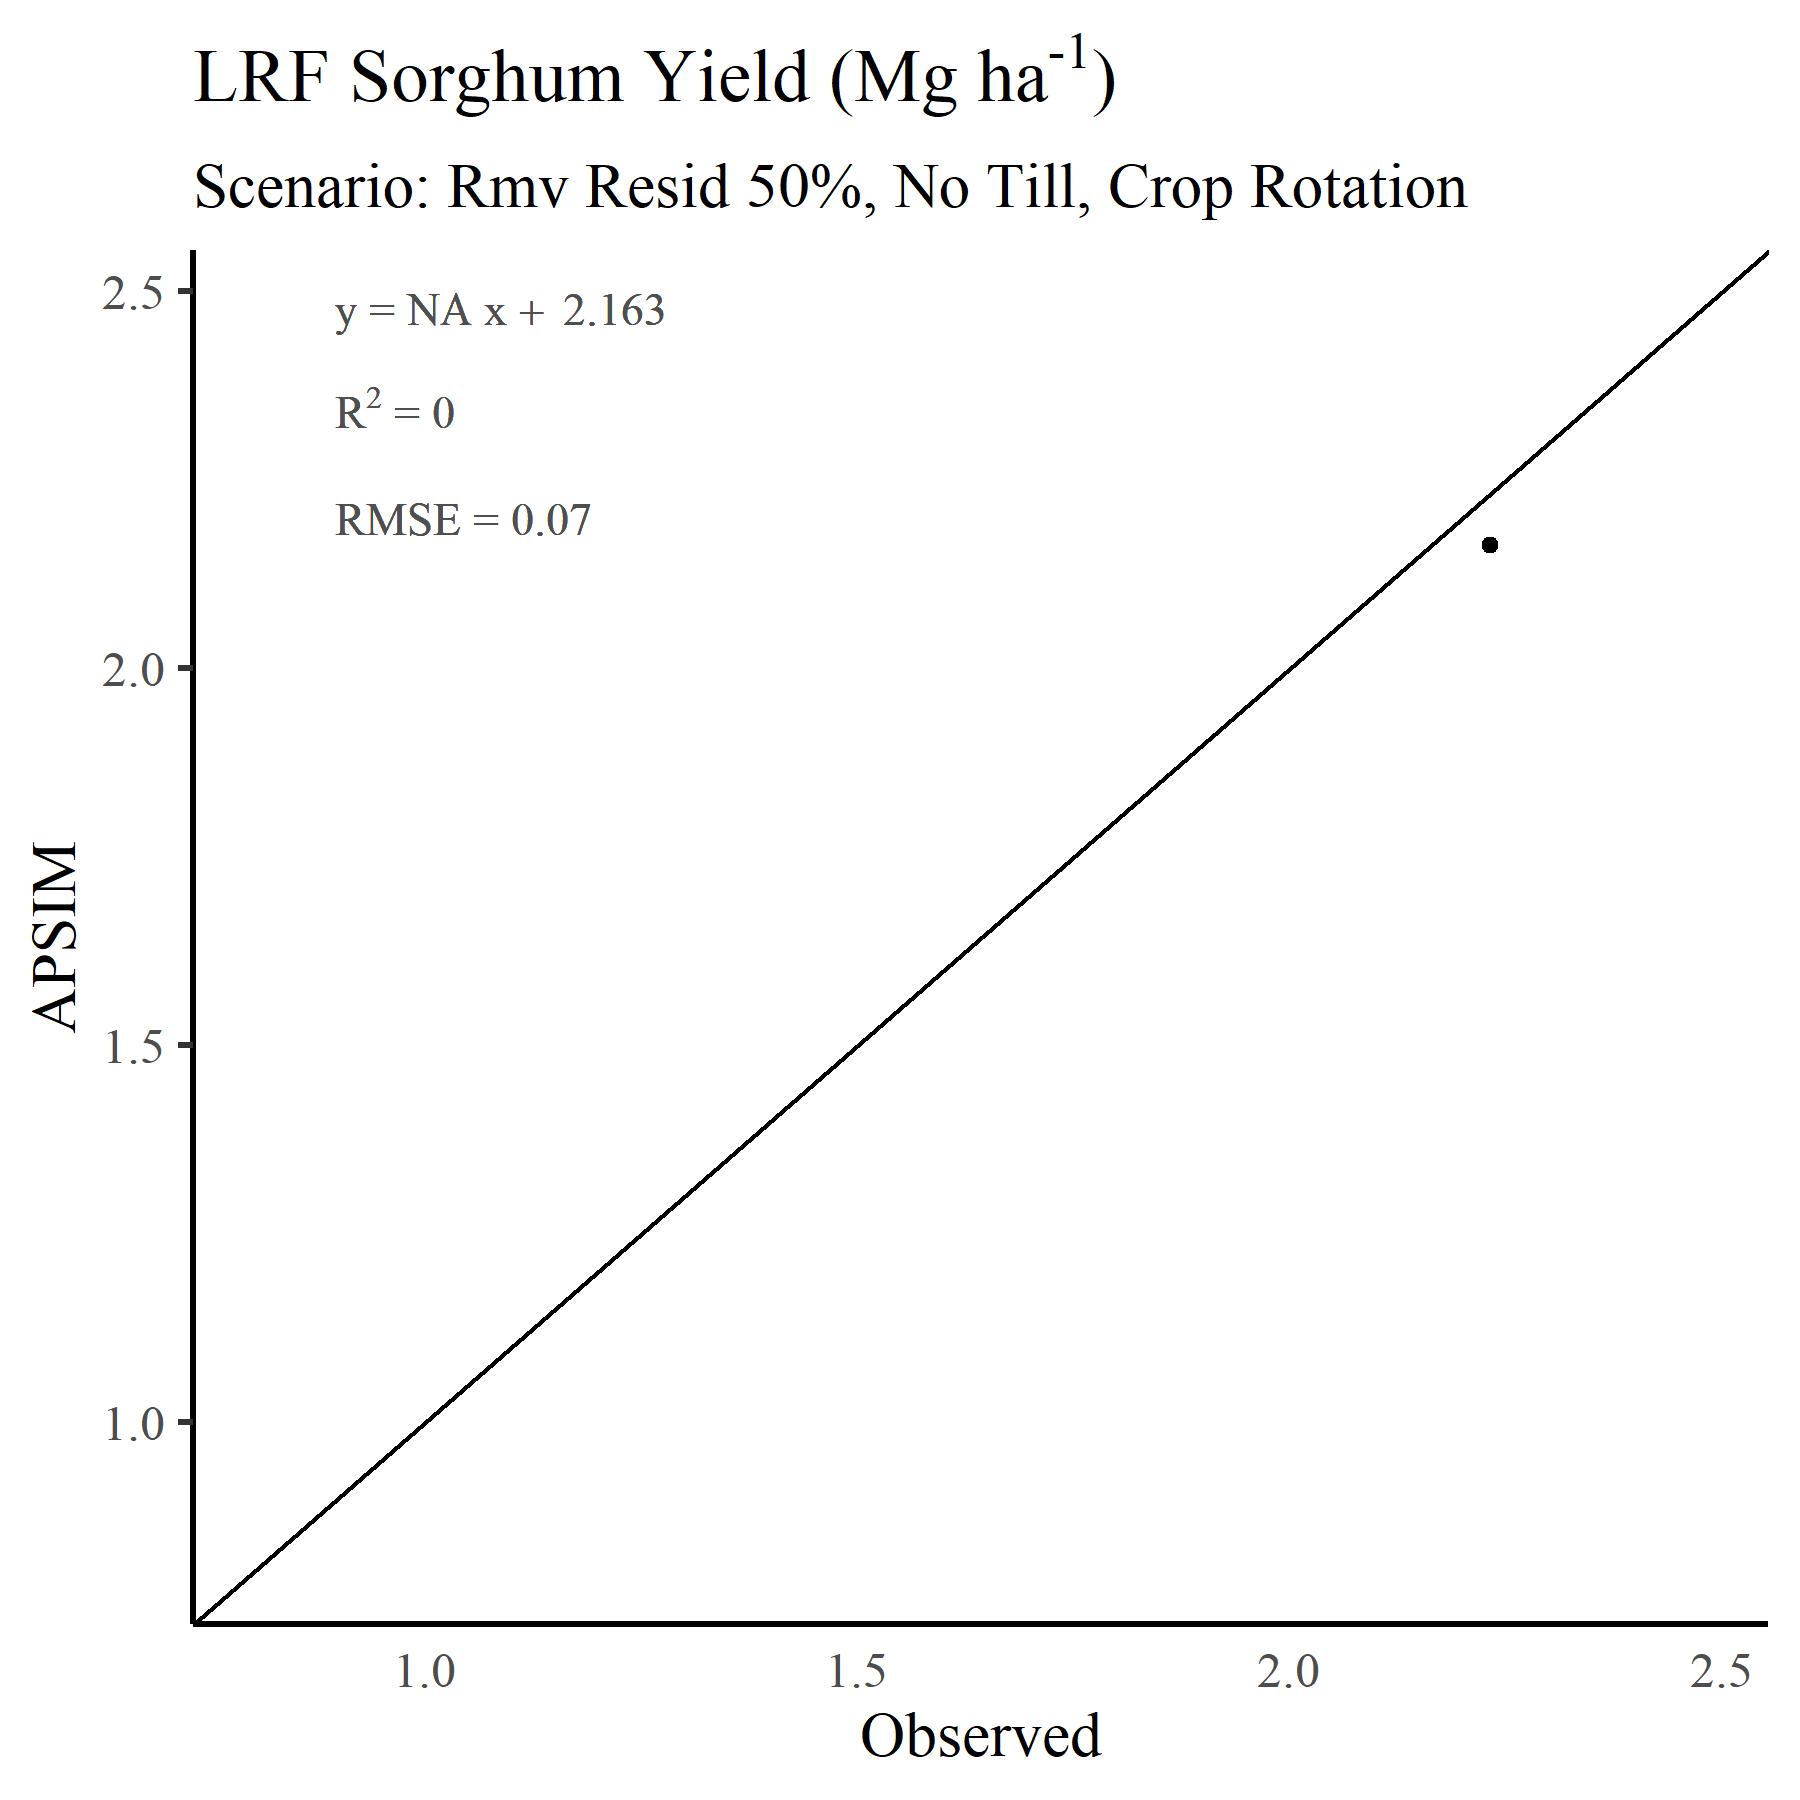 LRF Sorghum Yield (Mg ha⁻¹)
Scenario: Rmv Resid 50%, No Till, Crop Rotation
2.5
y = NA x + 2.163
R² = 0
RMSE = 0.07
2.0
APSIM
1.5
1.0
1.0 1.5 2.0 2.5
Observed